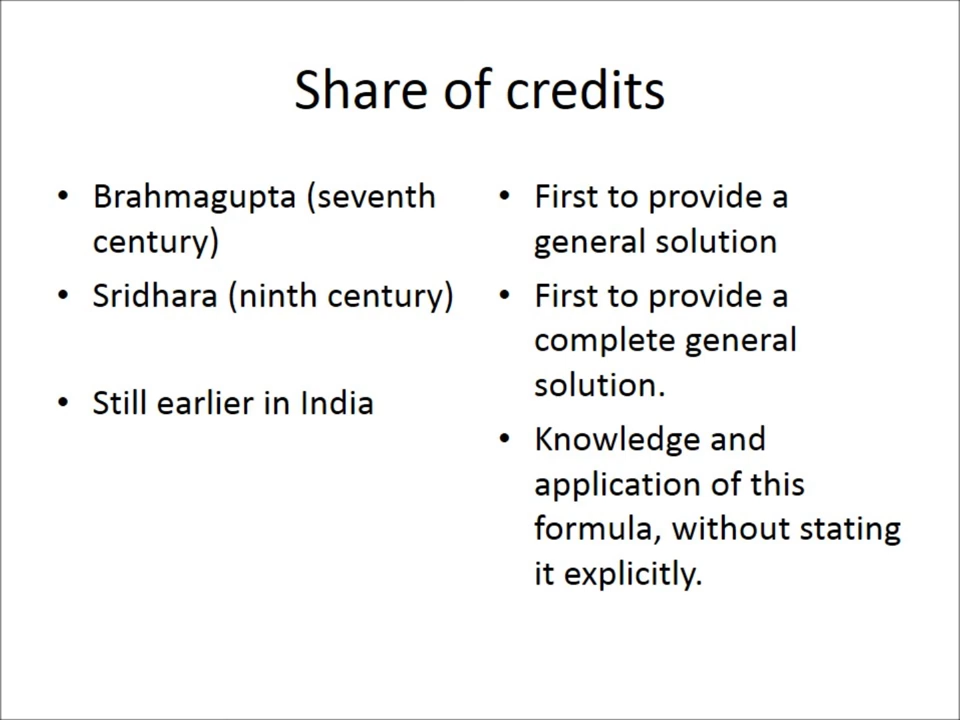 Share of credits
• Brahmagupta (seventh
century)
• Sridhara (ninth century)
• Still earlier in India
• First to provide a
general solution
• First to provide a
complete general
solution.
• Knowledge and
application of this
formula, without stating
it explicitly.